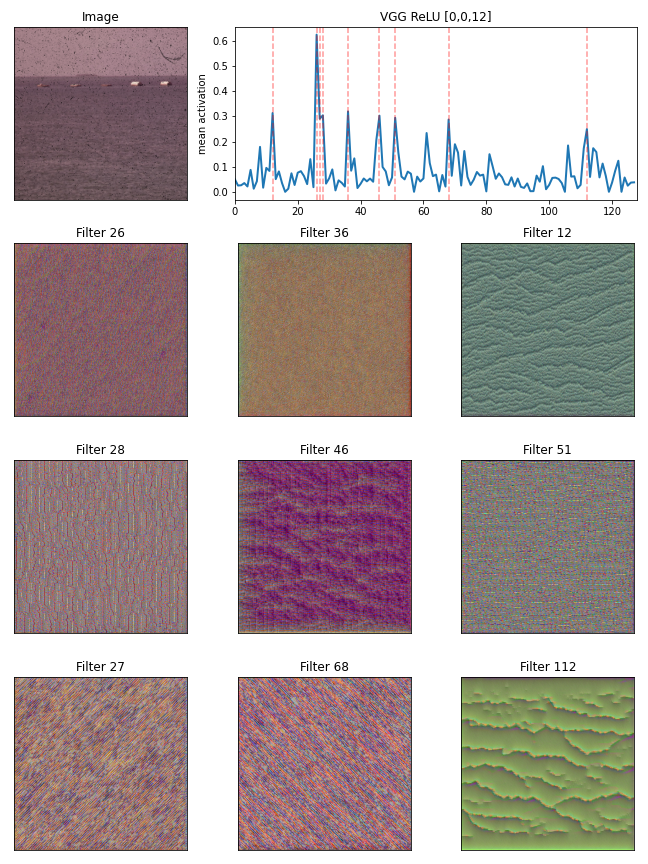 Image
VGG ReLU [0,0,12]
mean activation
0.6
0.5
0.4
0.3
0.2
0.1
0.0
0 20 40 60 80 100 120
Filter 26 Filter 36 Filter 12
Filter 28 Filter 46 Filter 51
Filter 27 Filter 68 Filter 112